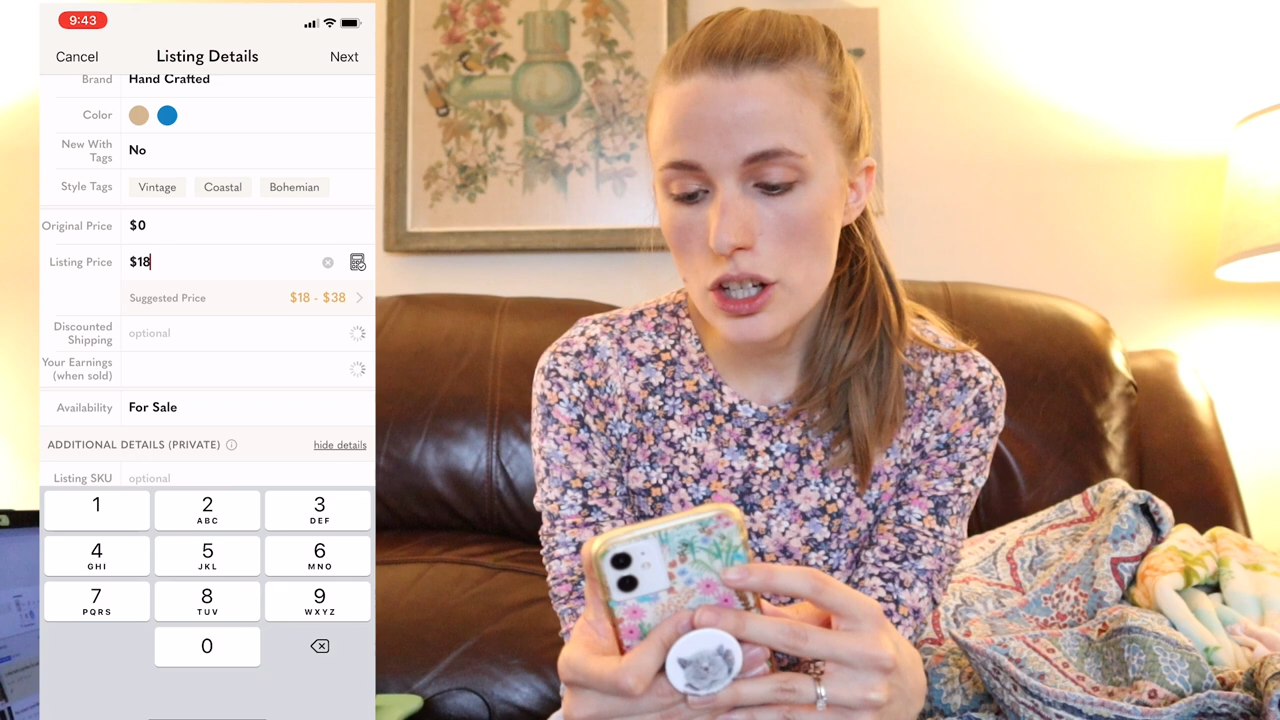 9:43
Cancel
Listing Details
Next
Brand
Hand Crafted
Color
New With
Tags
No
Style Tags
Vintage
Coastal
Bohemian
Original Price
$0
Listing Price
$18
Suggested Price
$18 - $38
Discounted
Shipping
optional
Your Earnings
(when sold)
Availability
For Sale
ADDITIONAL DETAILS (PRIVATE)
hide details
Listing SKU
optional
1
2
ABC
3
DEF
4
GHI
5
JKL
6
MNO
7
PQRS
8
TUV
9
WXYZ
0